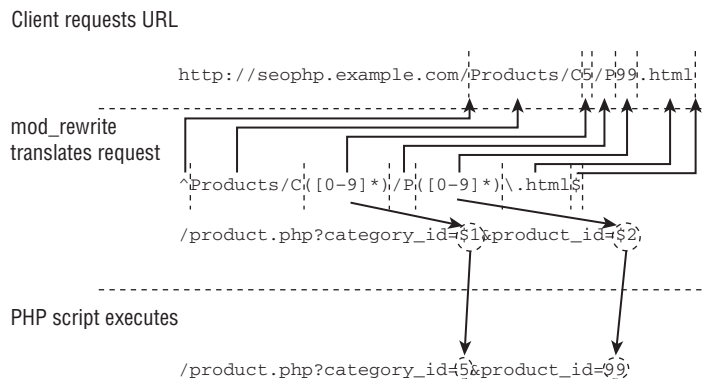 Client requests URL
http://seophp.example.com/Products/C5/P99.html
mod_rewrite
translates request
^Products/C([0-9]*)/P([0-9]*)\.html$
/product.php?category_id=$1&product_id=$2
PHP script executes
/product.php?category_id=5&product_id=99